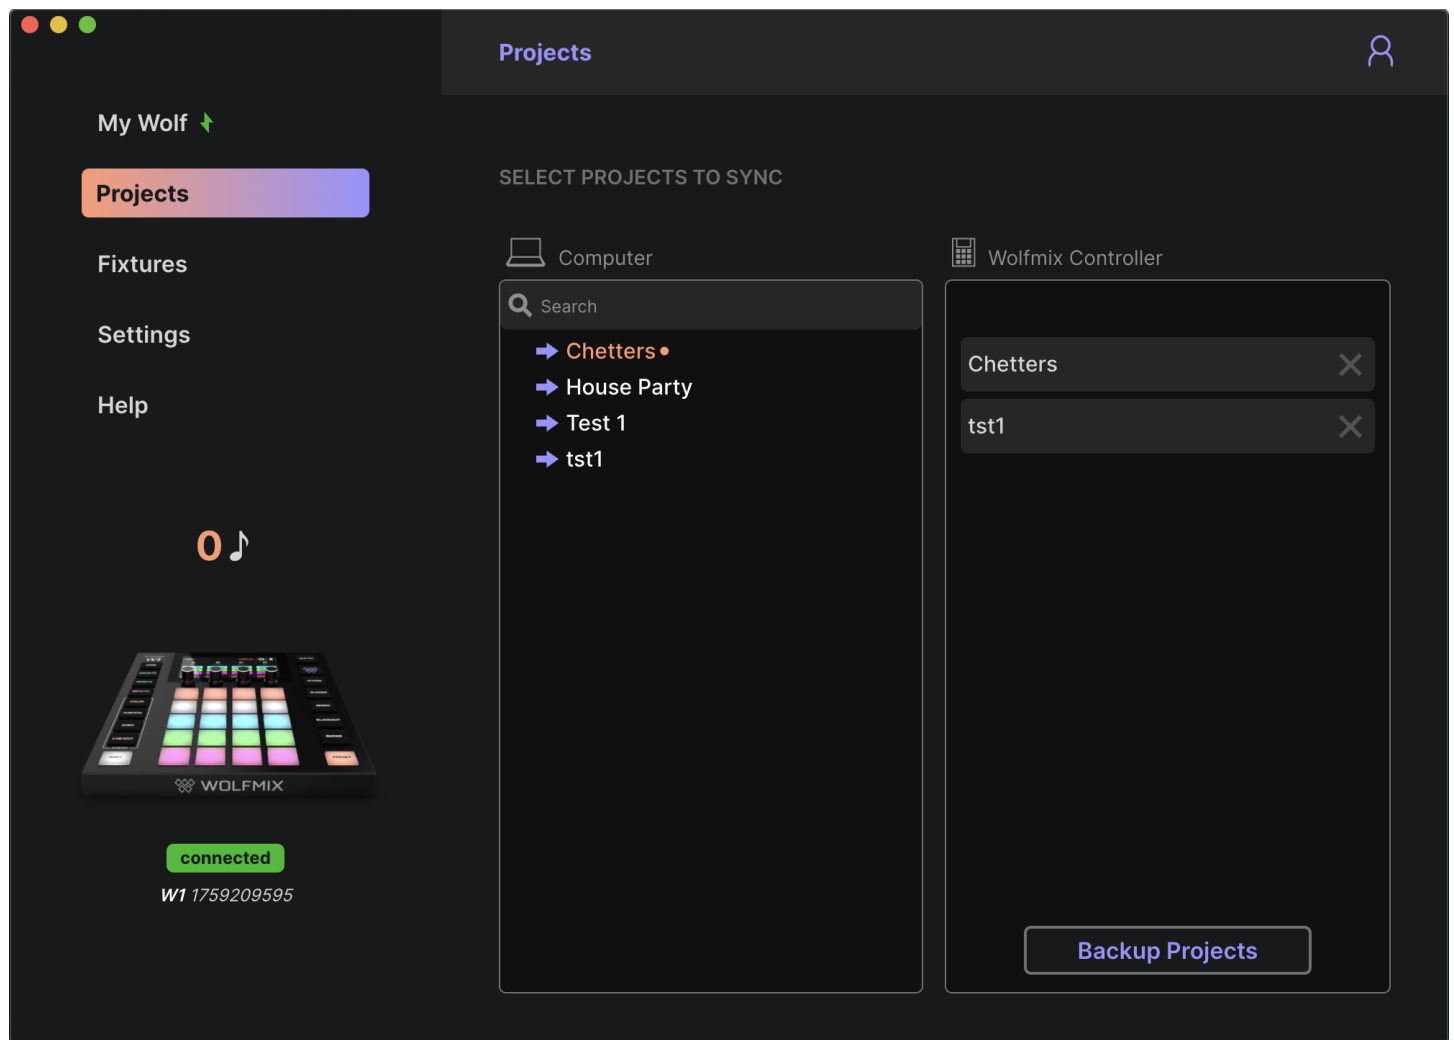 Projects
My Wolf
Projects
Fixtures
Settings
Help
0
WOLFMIX
connected
W1 1759209595
SELECT PROJECTS TO SYNC
Computer
Search
Chetters
House Party
Test 1
tst1
Wolfmix Controller
Chetters
tst1
Backup Projects